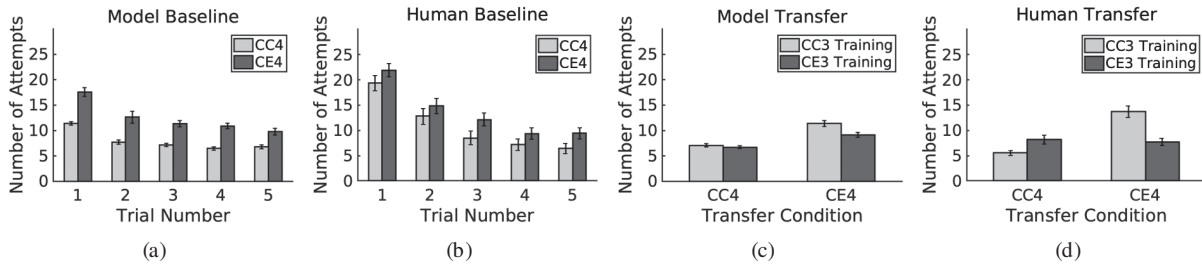 Model Baseline
Number of Attempts
25
20
15
10
5
0
CC4
CE4
1 2 3 4 5
Trial Number
(a)
Human Baseline
Number of Attempts
25
20
15
10
5
0
CC4
CE4
1 2 3 4 5
Trial Number
(b)
Model Transfer
Number of Attempts
25
20
15
10
5
0
CC3 Training
CE3 Training
CC4 CE4
Transfer Condition
(c)
Human Transfer
Number of Attempts
25
20
15
10
5
0
CC3 Training
CE3 Training
CC4 CE4
Transfer Condition
(d)